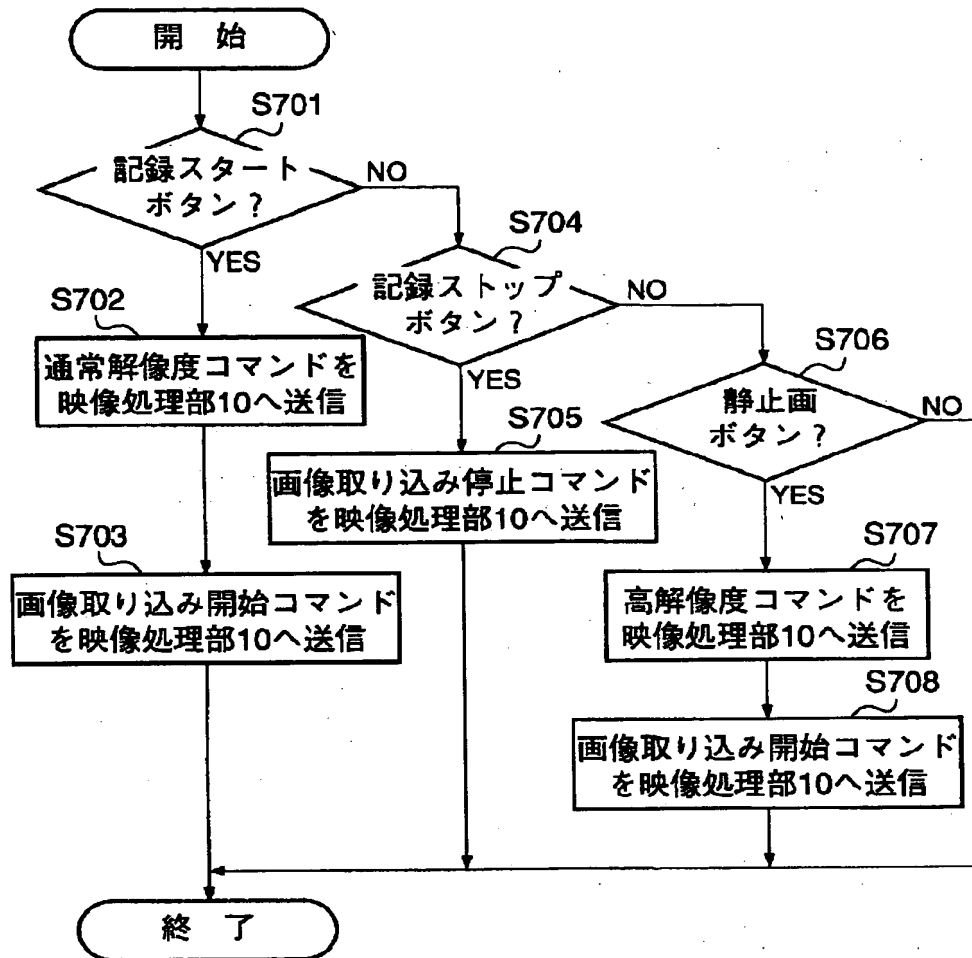 開 始
S701
記録スタート
ボタン?
NO
YES
S702
通常解像度コマンドを
映像処理部10へ送信
S703
画像取り込み開始コマンド
を映像処理部10へ送信
S704
記録ストップ
ボタン?
NO
YES
S705
画像取り込み停止コマンド
を映像処理部10へ送信
S706
静止画
ボタン?
NO
YES
S707
高解像度コマンドを
映像処理部10へ送信
S708
画像取り込み開始コマンド
を映像処理部10へ送信
終 了